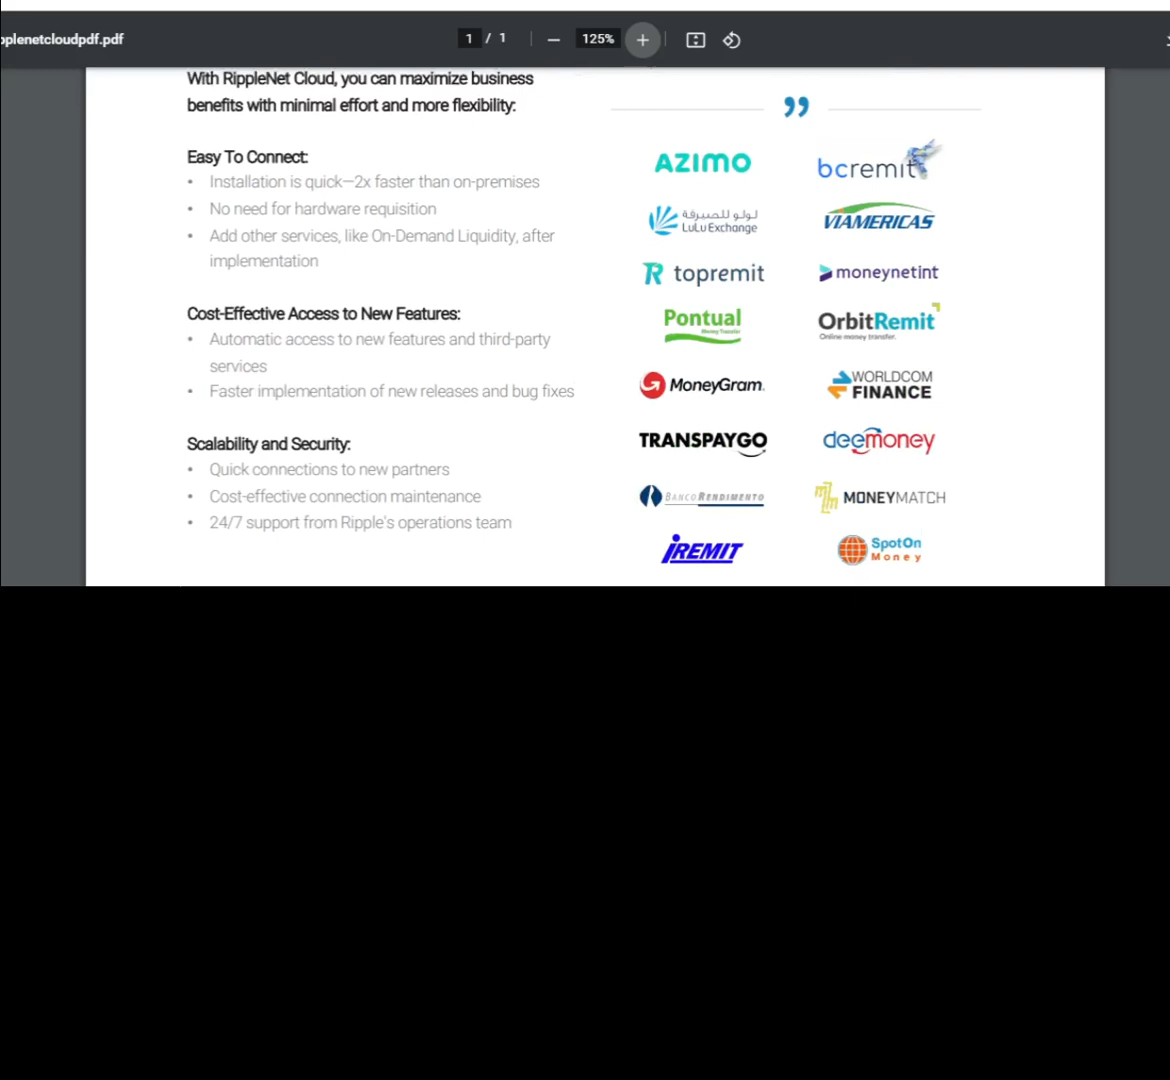 pplenetcloudpdf.pdf
1 / 1
125%
With RippleNet Cloud, you can maximize business
benefits with minimal effort and more flexibility:
Easy To Connect:
• Installation is quick—2x faster than on-premises
• No need for hardware requisition
• Add other services, like On-Demand Liquidity, after
implementation
Cost-Effective Access to New Features:
• Automatic access to new features and third-party
services
• Faster implementation of new releases and bug fixes
Scalability and Security:
• Quick connections to new partners
• Cost-effective connection maintenance
• 24/7 support from Ripple's operations team
”
AZIMO
bcremit
لولو للصيرفة
LuLu Exchange
VIAMERICAS
topremit
moneynetint
Pontual
Money Transfer
OrbitRemit
Online money transfer.
MoneyGram.
WORLDCOM
FINANCE
TRANSPAYGO
deemoney
BANCO RENDIMENTO
MONEYMATCH
iREMIT
SpotOn
Money